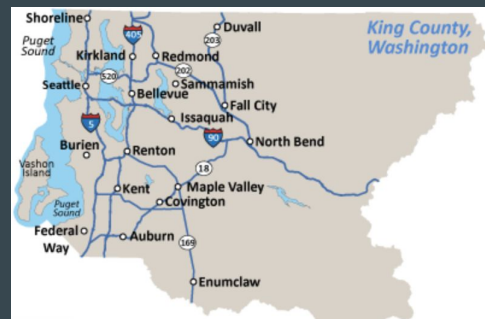 Shoreline
Puget
Sound
405
Duvall
203
King County,
Washington
Kirkland
Redmond
202
520
Sammamish
Seattle
Bellevue
Fall City
Issaquah
5
90
North Bend
Burien
Renton
18
Vashon
Island
Kent
Maple Valley
Covington
Puget
Sound
Federal
Way
Auburn
169
Enumclaw